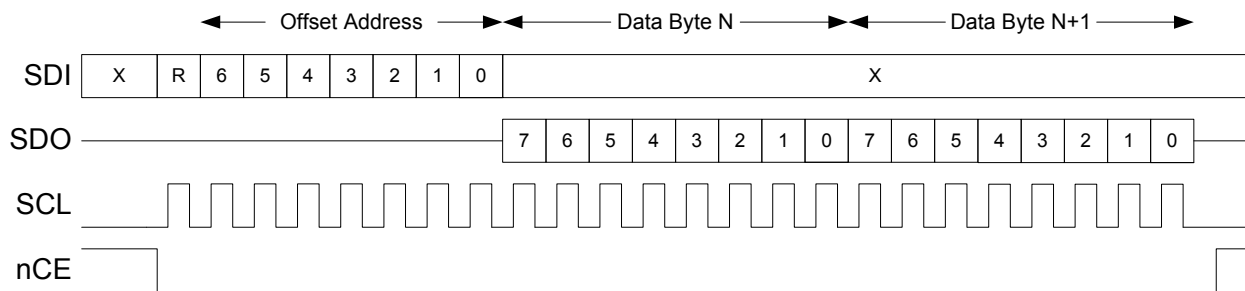 Offset Address Data Byte N Data Byte N+1
SDI X R 6 5 4 3 2 1 0 X
SDO 7 6 5 4 3 2 1 0 7 6 5 4 3 2 1 0
SCL
nCE